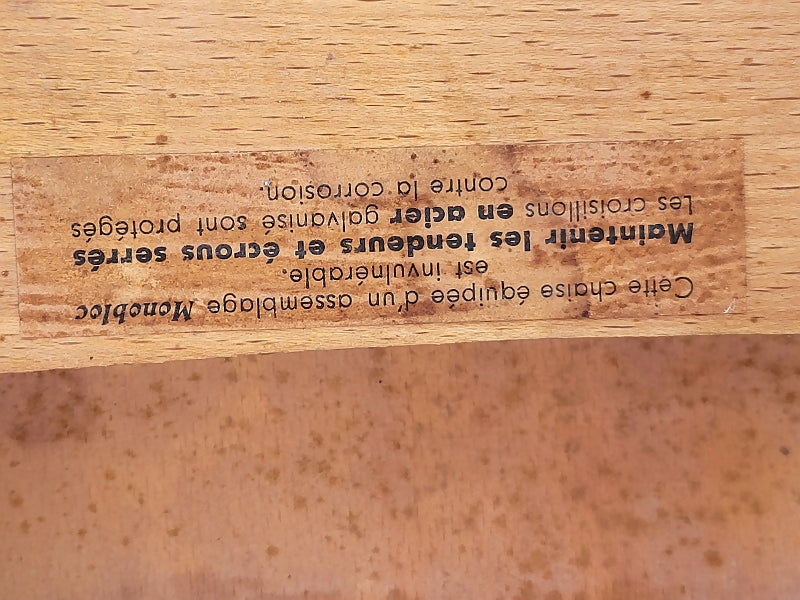 Cette chaise équipée d'un assemblage Monobloc
est invulnérable.
Maintenir les tendeurs et écrous serrés
Les croisillons en acier galvanisé sont protégés
contre la corrosion.